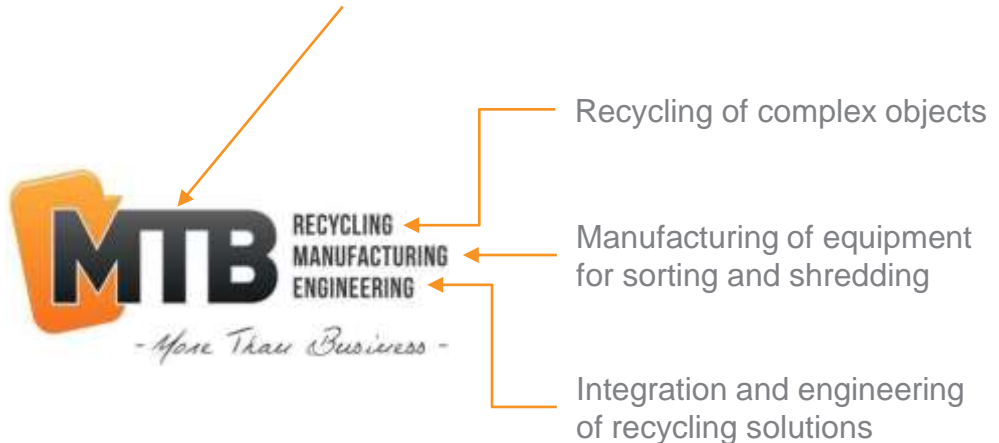 Recycling of complex objects
MTB
RECYCLING
MANUFACTURING
ENGINEERING
- More Than Business -
Manufacturing of equipment
for sorting and shredding
Integration and engineering
of recycling solutions